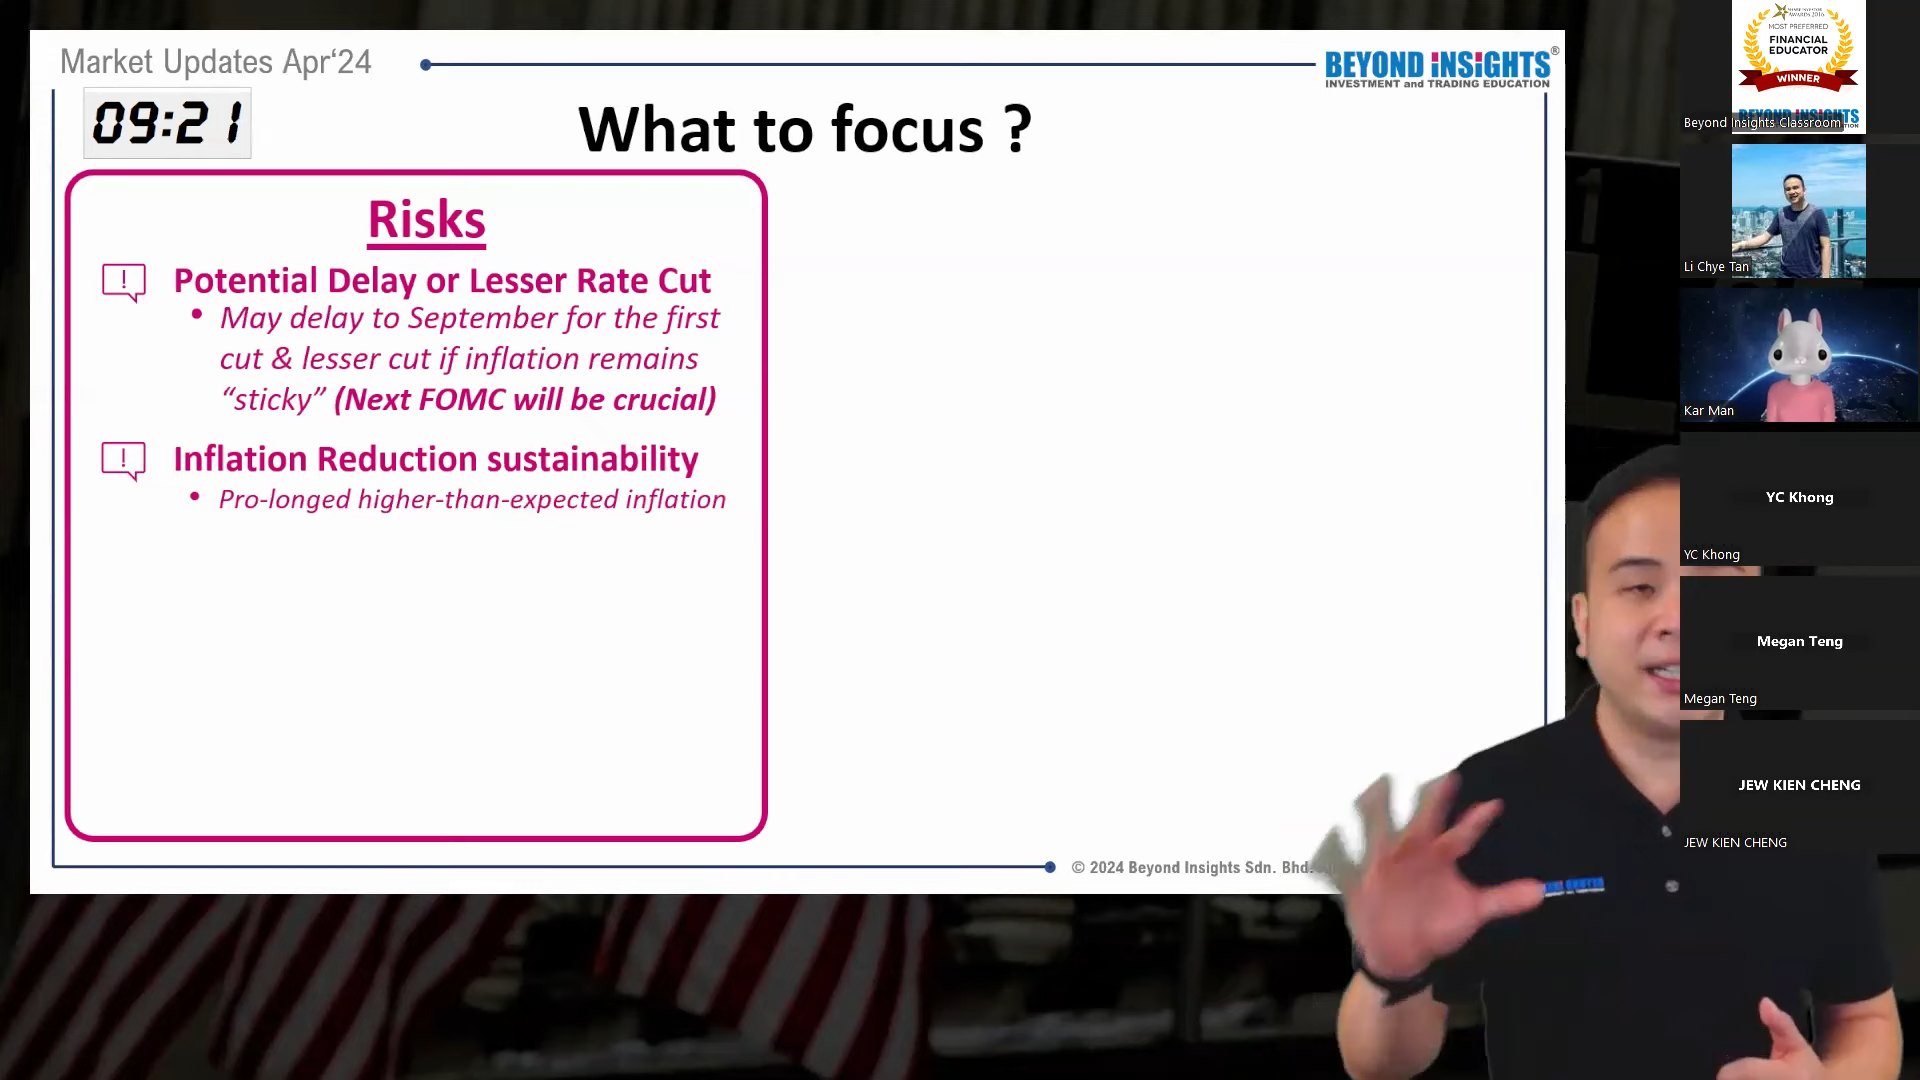 Market Updates Apr‘24
BEYOND INSIGHTS®
INVESTMENT and TRADING EDUCATION
09:21
What to focus ?
Risks
! Potential Delay or Lesser Rate Cut
• May delay to September for the first
cut & lesser cut if inflation remains
“sticky” (Next FOMC will be crucial)
! Inflation Reduction sustainability
• Pro-longed higher-than-expected inflation
© 2024 Beyond Insights Sdn. Bhd.
MOST PREFERRED
FINANCIAL
EDUCATOR
WINNER
Beyond Insights Classroom
Li Chye Tan
Kar Man
YC Khong
YC Khong
Megan Teng
Megan Teng
JEW KIEN CHENG
JEW KIEN CHENG